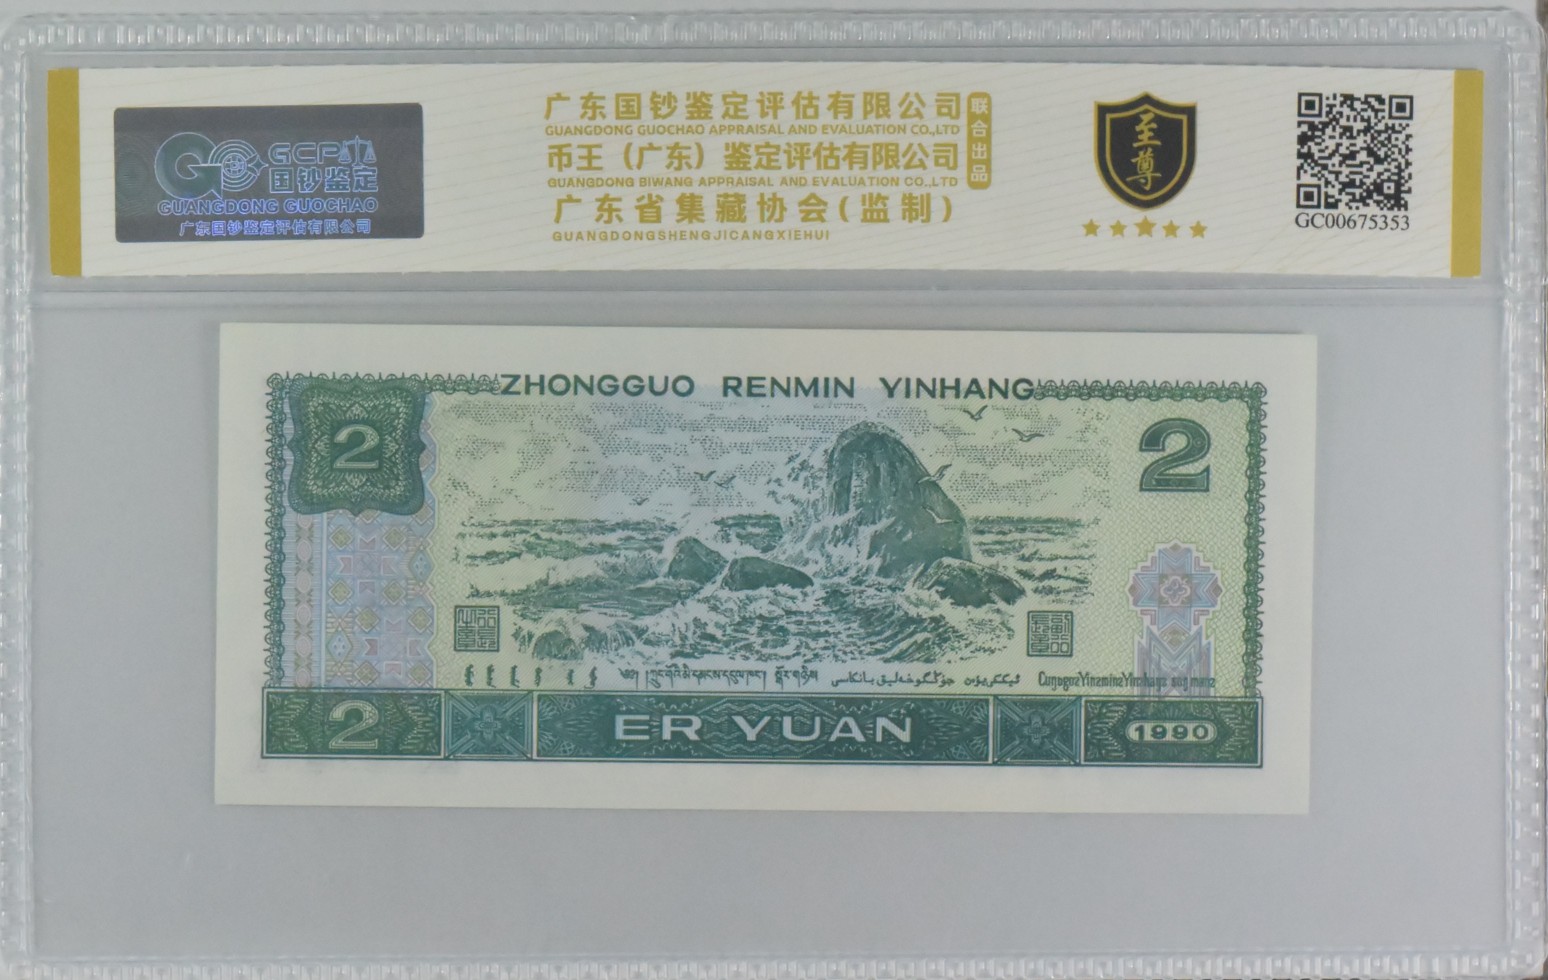 GCPA
国钞鉴定
GUANGDONG GUOCHAO
广东国钞鉴定评估有限公司
广东国钞鉴定评估有限公司
GUANGDONG GUOCHAO APPRAISAL AND EVALUATION CO.,LTD
币王（广东）鉴定评估有限公司
GUANGDONG BIWANG APPRAISAL AND EVALUATION CO.,LTD
广东省集藏协会(监制)
GUANGDONGSHENGJICANGXIEHUI
联合出品
至尊
GC00675353
ZHONGGUO RENMIN YINHANG
2
2
2
ER YUAN
1990